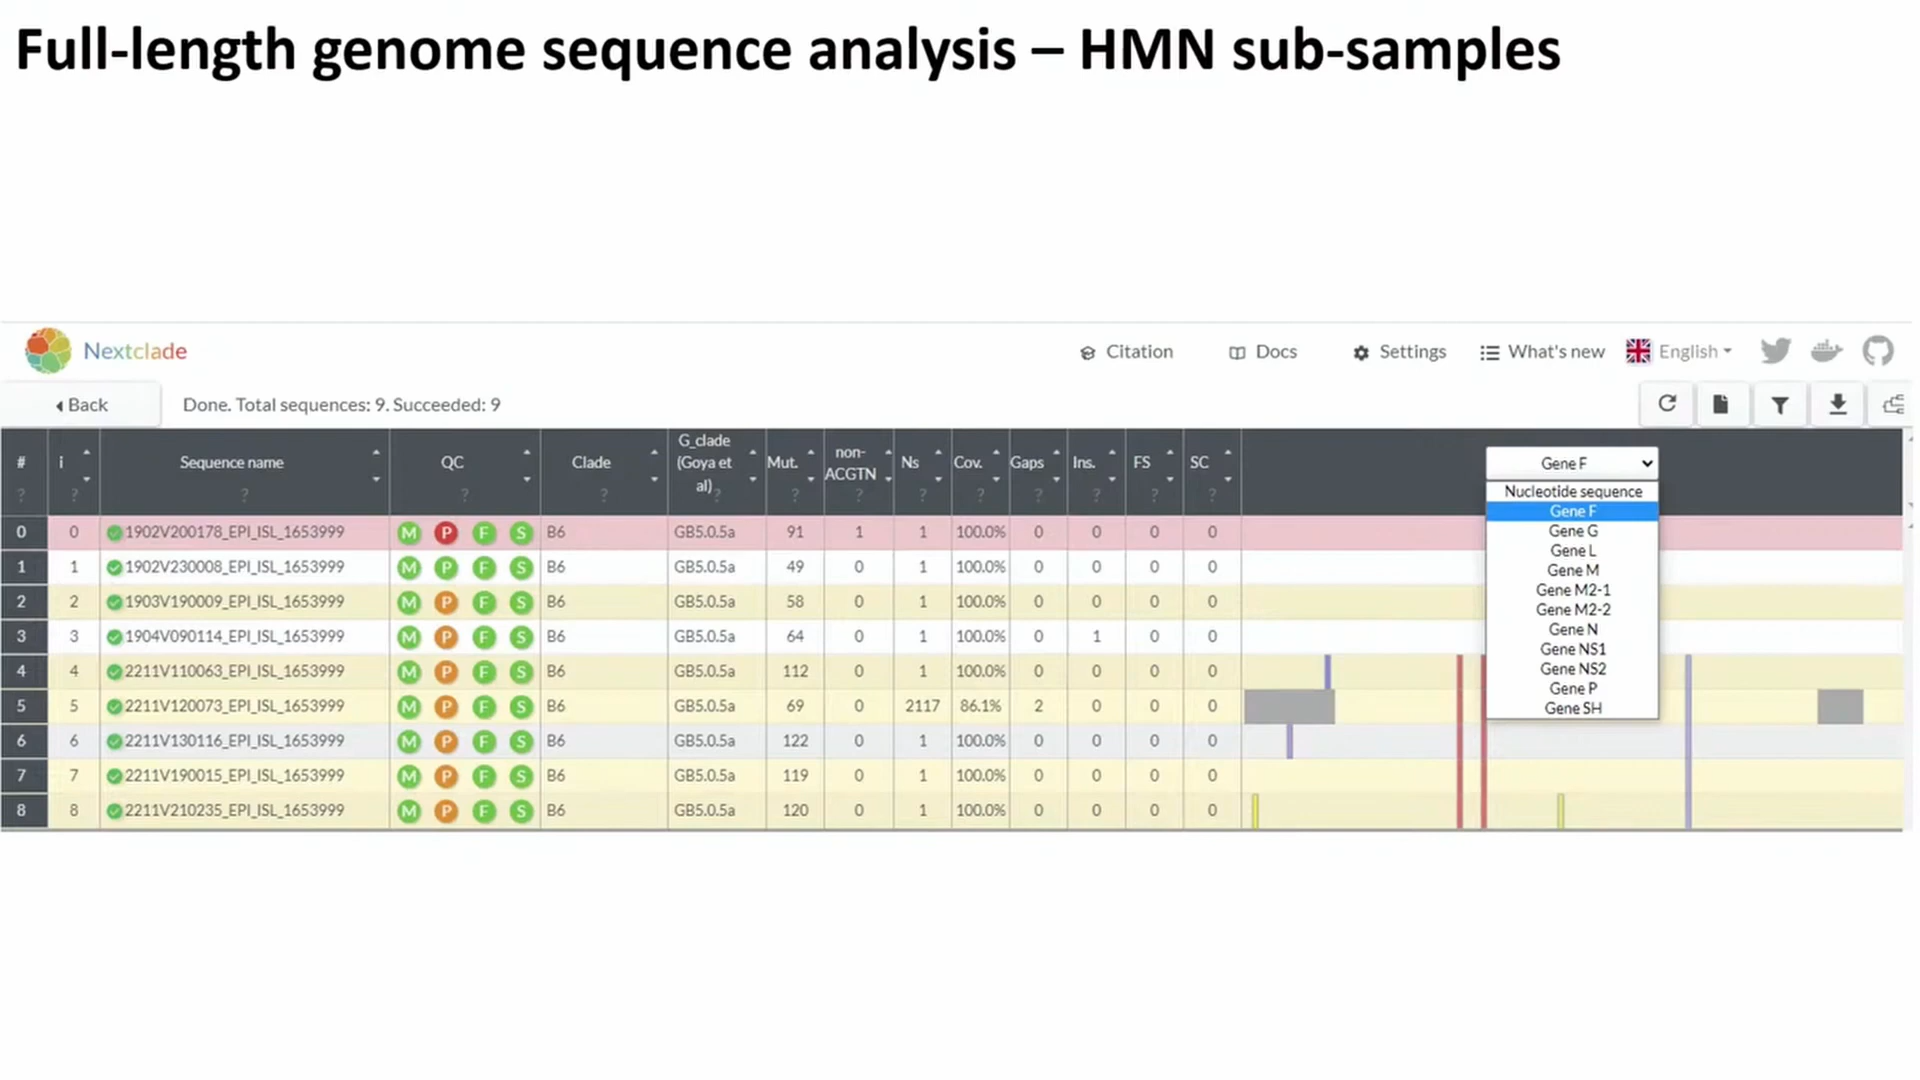 Full-length genome sequence analysis – HMN sub-samples
Nextclade
Citation Docs Settings What's new English
Back Done. Total sequences: 9. Succeeded: 9
# i Sequence name QC Clade G_clade (Goya et al) Mut. non-ACGTN Ns Cov. Gaps Ins. FS SC Gene F
? ? ? ? ? ? ? ? ? ? ? ? ? ?
Nucleotide sequence
Gene F
Gene G
Gene L
Gene M
Gene M2-1
Gene M2-2
Gene N
Gene NS1
Gene NS2
Gene P
Gene SH
0 0 1902V200178_EPI_ISL_1653999 M P F S B6 GB5.0.5a 91 1 1 100.0% 0 0 0 0
1 1 1902V230008_EPI_ISL_1653999 M P F S B6 GB5.0.5a 49 0 1 100.0% 0 0 0 0
2 2 1903V190009_EPI_ISL_1653999 M P F S B6 GB5.0.5a 58 0 1 100.0% 0 0 0 0
3 3 1904V090114_EPI_ISL_1653999 M P F S B6 GB5.0.5a 64 0 1 100.0% 0 1 0 0
4 4 2211V110063_EPI_ISL_1653999 M P F S B6 GB5.0.5a 112 0 1 100.0% 0 0 0 0
5 5 2211V120073_EPI_ISL_1653999 M P F S B6 GB5.0.5a 69 0 2117 86.1% 2 0 0 0
6 6 2211V130116_EPI_ISL_1653999 M P F S B6 GB5.0.5a 122 0 1 100.0% 0 0 0 0
7 7 2211V190015_EPI_ISL_1653999 M P F S B6 GB5.0.5a 119 0 1 100.0% 0 0 0 0
8 8 2211V210235_EPI_ISL_1653999 M P F S B6 GB5.0.5a 120 0 1 100.0% 0 0 0 0